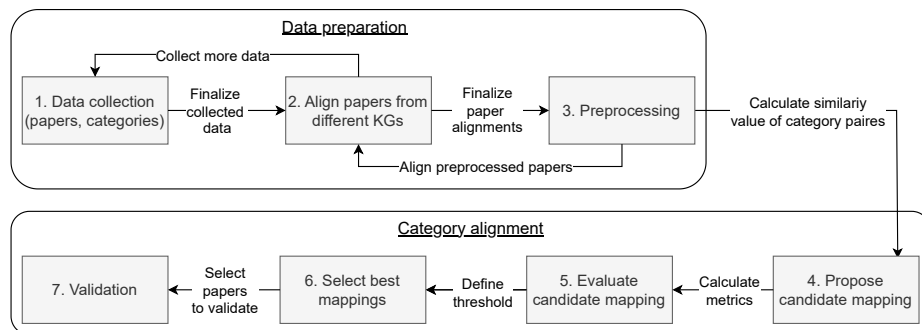 Data preparation
Collect more data
1. Data collection
(papers, categories)
Finalize
collected
data
2. Align papers from
different KGs
Finalize
paper
alignments
3. Preprocessing
Calculate similariy
value of category paires
Align preprocessed papers
Category alignment
7. Validation
Select
papers
to validate
6. Select best
mappings
Define
threshold
5. Evaluate
candidate mapping
Calculate
metrics
4. Propose
candidate mapping